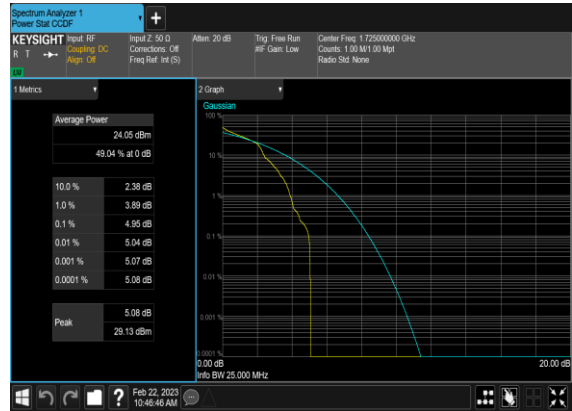 Spectrum Analyzer 1
Power Stat CCDF
KEYSIGHT
R T
LW
Input: RF
Coupling: DC
Align: Off
Input Z: 50 Ω
Corrections: Off
Freq Ref: Int (S)
Atten: 20 dB
Trig: Free Run
#IF Gain: Low
Center Freq: 1.725000000 GHz
Counts: 1.00 M/1.00 Mpt
Radio Std: None
1 Metrics
Average Power
24.05 dBm
49.04 % at 0 dB
10.0 % 2.38 dB
1.0 % 3.89 dB
0.1 % 4.95 dB
0.01 % 5.04 dB
0.001 % 5.07 dB
0.0001 % 5.08 dB
Peak
5.08 dB
29.13 dBm
2 Graph
Gaussian
100 %
10 %
1 %
0.1 %
0.01 %
0.001 %
0.0001 %
0.00 dB
20.00 dB
Info BW 25.000 MHz
?
Feb 22, 2023
10:46:46 AM